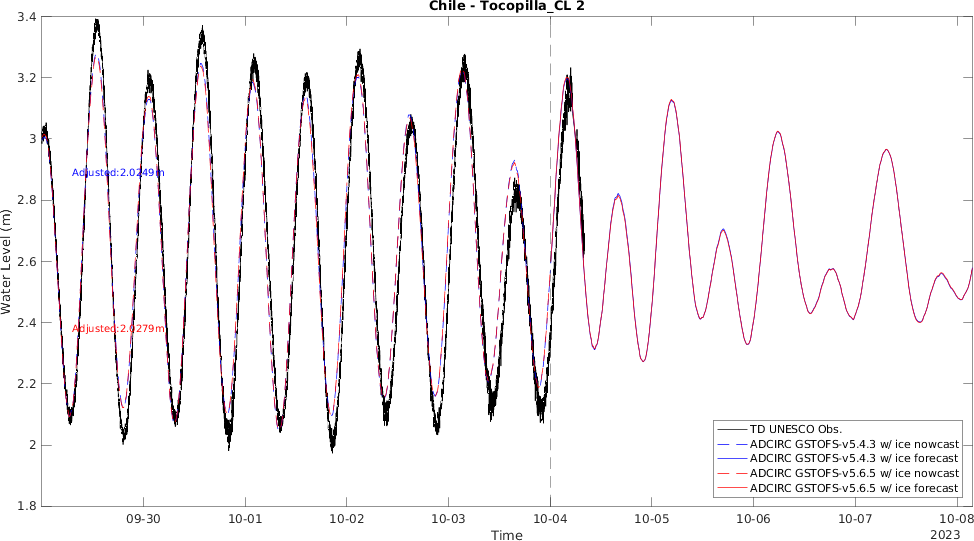 Chile - Tocopilla_CL 2
3.4
3.2
3
2.8
2.6
2.4
2.2
2
1.8
Water Level (m)
Adjusted:2.0249m
Adjusted:2.0279m
TD UNESCO Obs.
ADCIRC GSTOFS-v5.4.3 w/ ice nowcast
ADCIRC GSTOFS-v5.4.3 w/ ice forecast
ADCIRC GSTOFS-v5.6.5 w/ ice nowcast
ADCIRC GSTOFS-v5.6.5 w/ ice forecast
09-30
10-01
10-02
10-03
10-04
10-05
10-06
10-07
10-08
Time
2023